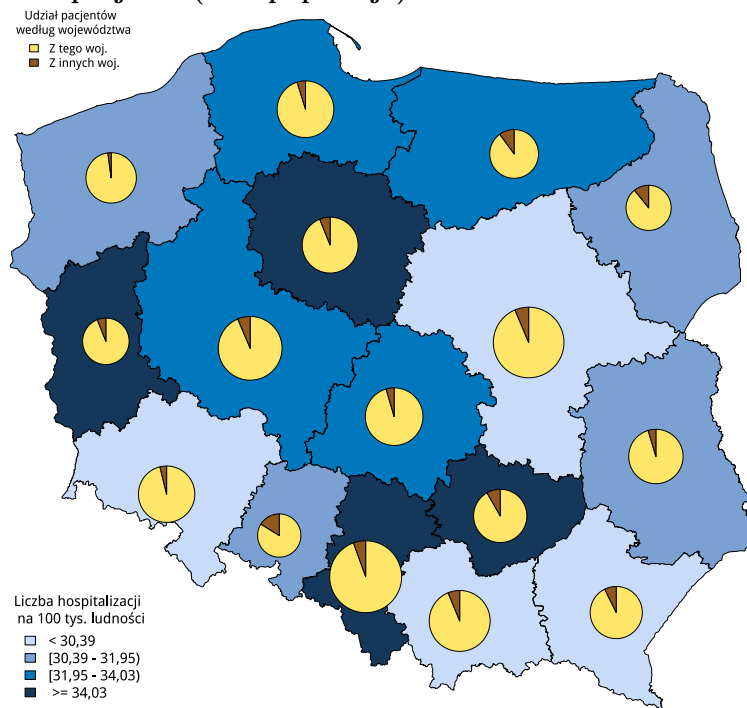 Udział pacjentów
według województwa
Z tego woj.
Z innych woj.
Liczba hospitalizacji
na 100 tys. ludności
< 30,39
[30,39 - 31,95)
[31,95 - 34,03)
>= 34,03